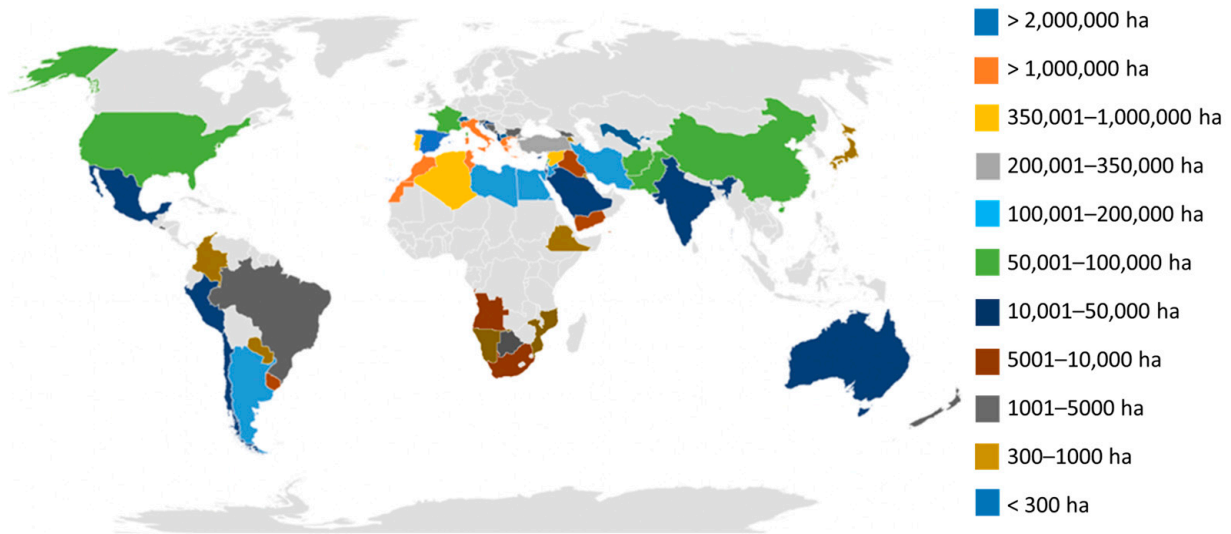 > 2,000,000 ha
> 1,000,000 ha
350,001–1,000,000 ha
200,001–350,000 ha
100,001–200,000 ha
50,001–100,000 ha
10,001–50,000 ha
5001–10,000 ha
1001–5000 ha
300–1000 ha
< 300 ha